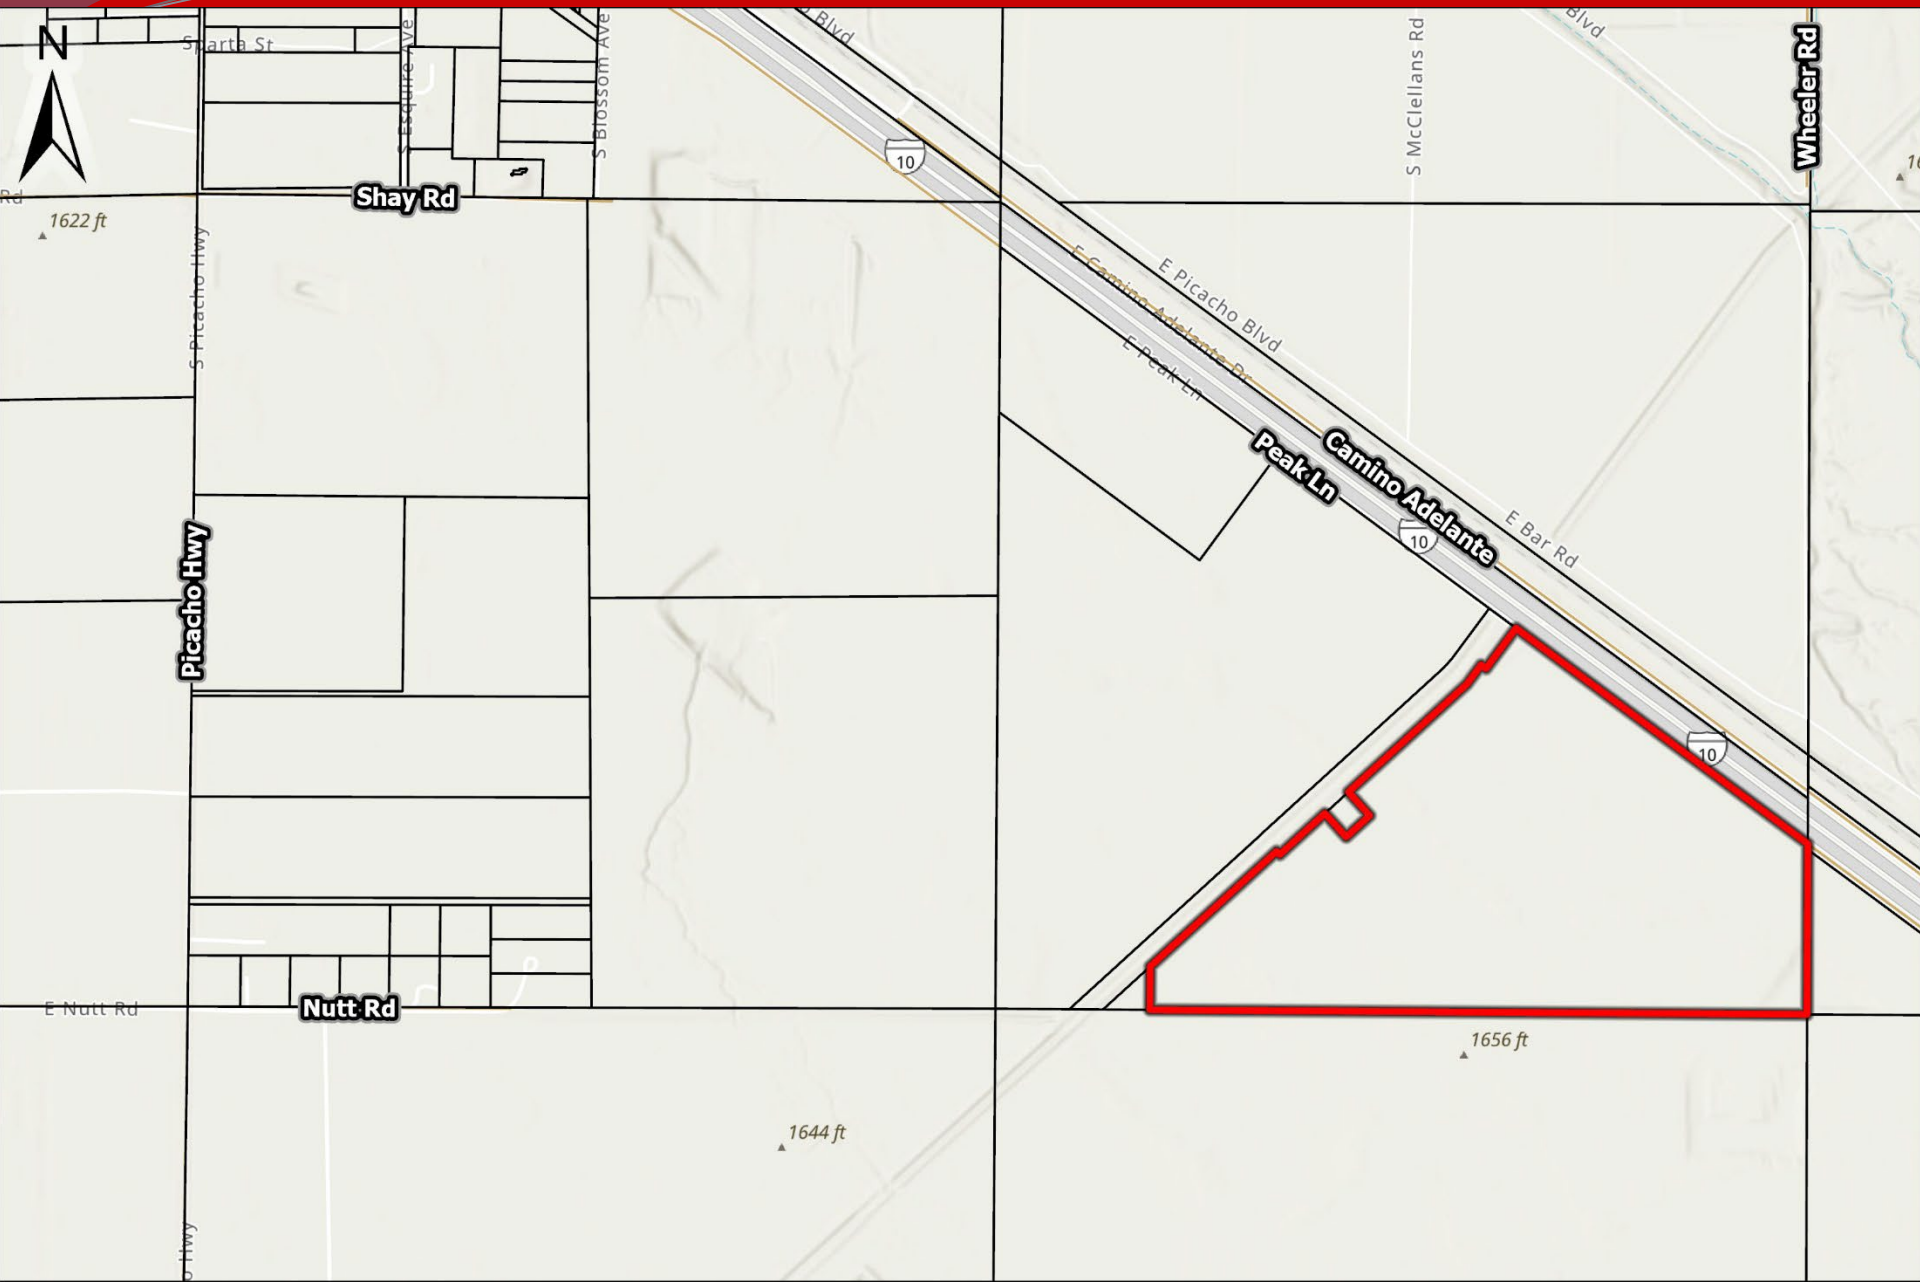 N
Sparta St
S Esquire Ave
S Blossom Ave
Blvd
S McClellans Rd
Blvd
Wheeler Rd
10
Rd
Shay Rd
1622 ft
S Picacho Hwy
E Camino Adelante Dr
E Picacho Blvd
E Peak Ln
Peak Ln
Camino Adelante
10
E Bar Rd
Picacho Hwy
10
E Nutt Rd
Nutt Rd
1656 ft
1644 ft
Hwy